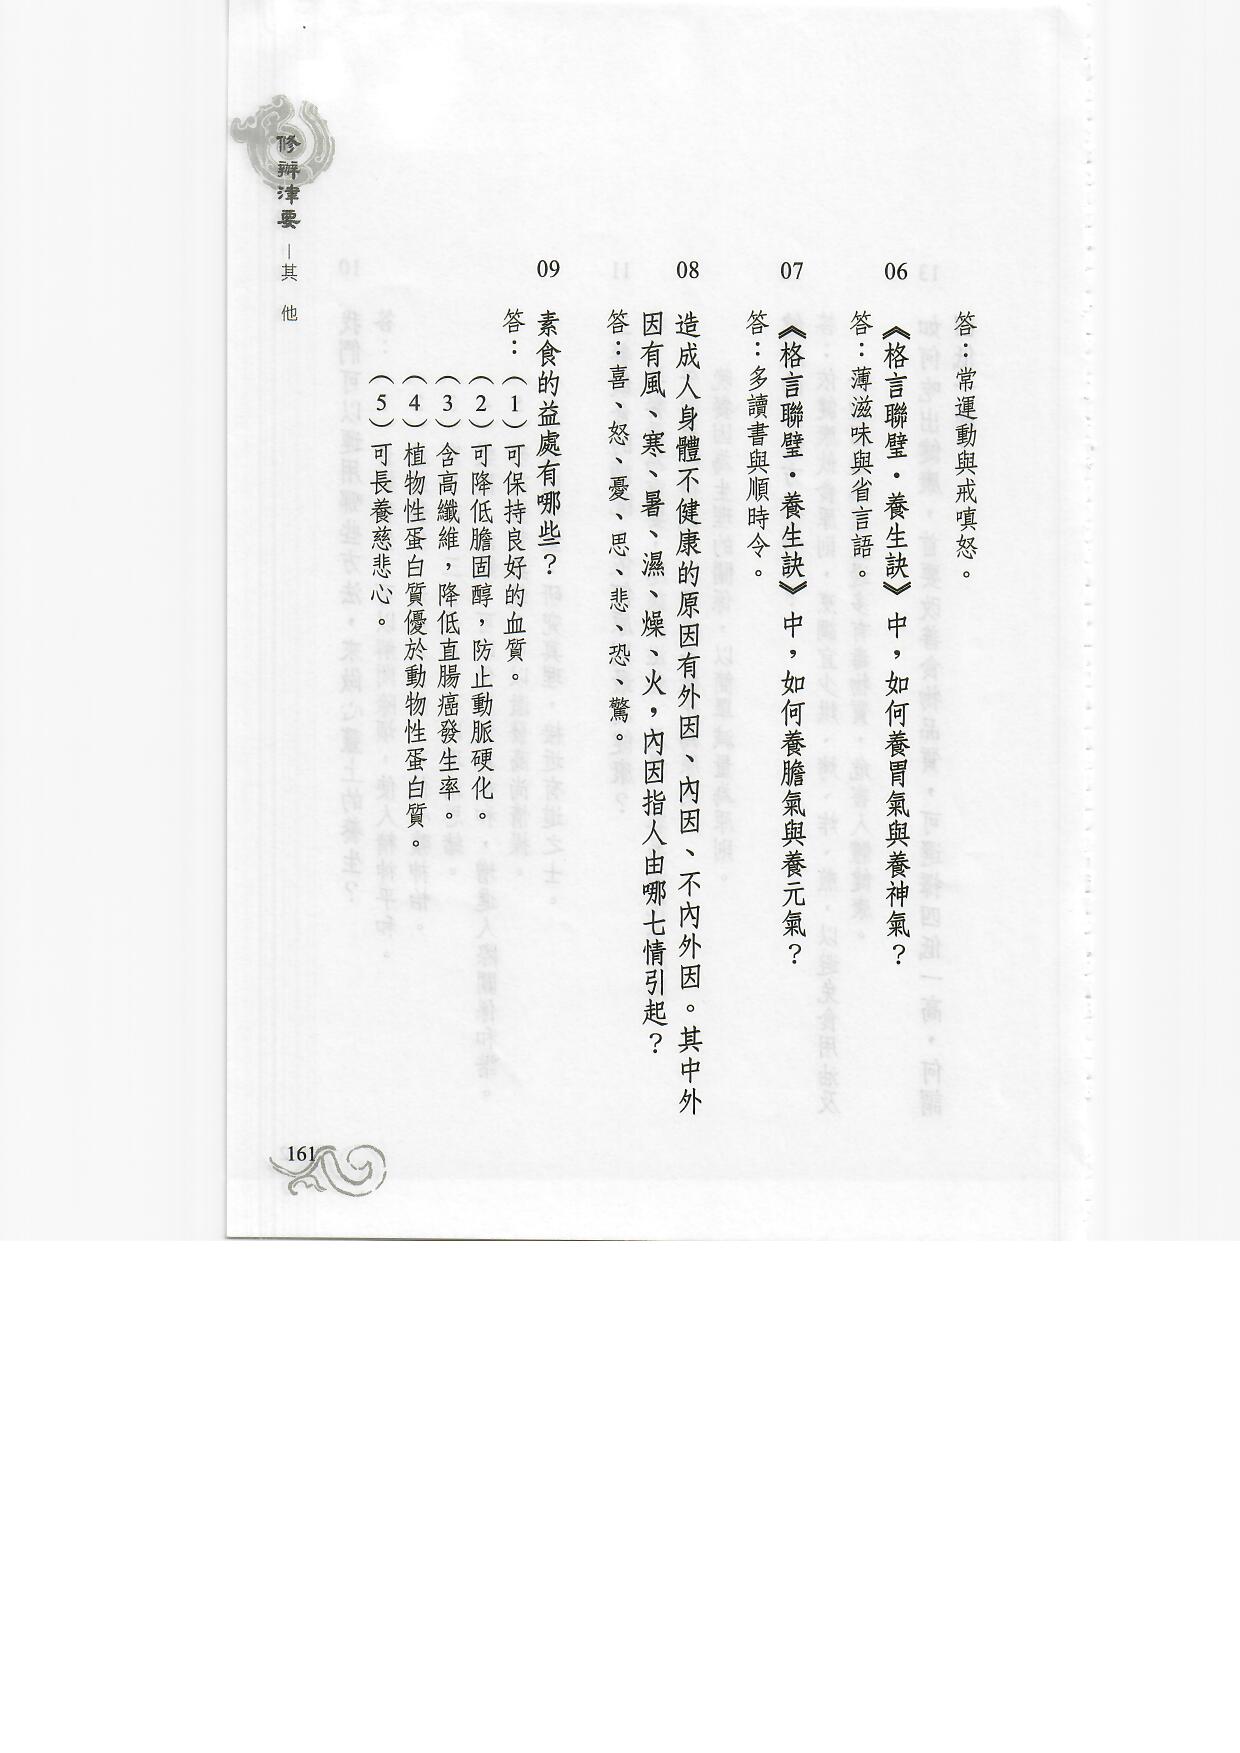 答：常運動與戒嗔怒。
06 《格言聯璧・養生訣》中，如何養胃氣與養神氣？
答：薄滋味與省言語。
07 《格言聯璧・養生訣》中，如何養膽氣與養元氣？
答：多讀書與順時令。
08 造成人身體不健康的原因有外因、內因、不內外因。其中外
因有風、寒、暑、濕、燥、火，內因指人由哪七情引起？
答：喜、怒、憂、思、悲、恐、驚。
09 素食的益處有哪些？
答：（1）可保持良好的血質。
（2）可降低膽固醇，防止動脈硬化。
（3）含高纖維，降低直腸癌發生率。
（4）植物性蛋白質優於動物性蛋白質。
（5）可長養慈悲心。
修辦津要—其 他
161